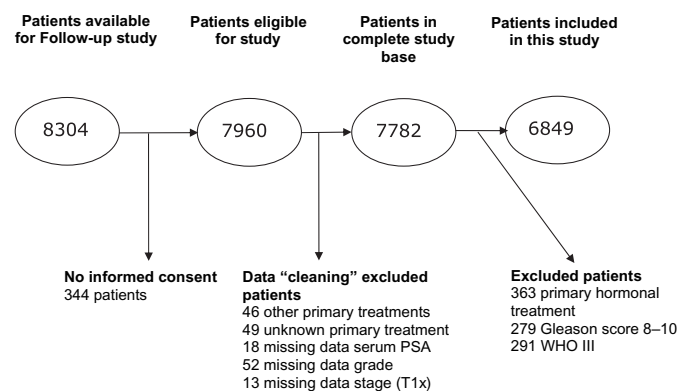 Patients available
for Follow-up study
Patients eligible
for study
Patients in
complete study
base
Patients included
in this study
8304
7960
7782
6849
No informed consent
344 patients
Data “cleaning” excluded
patients
46 other primary treatments
49 unknown primary treatment
18 missing data serum PSA
52 missing data grade
13 missing data stage (T1x)
Excluded patients
363 primary hormonal
treatment
279 Gleason score 8–10
291 WHO III